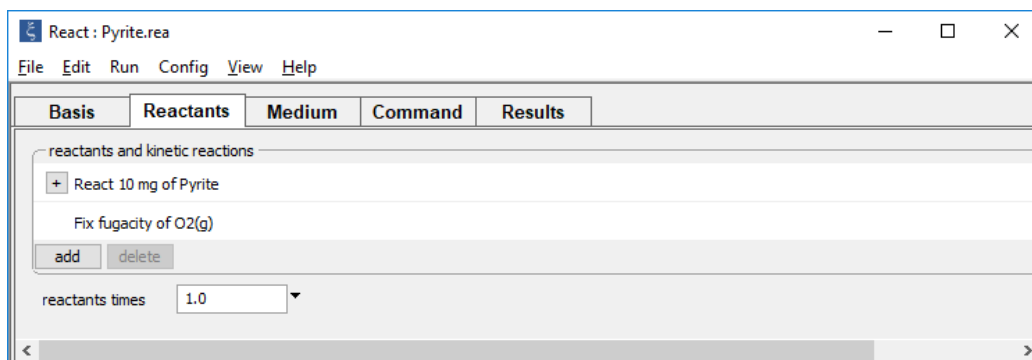 React : Pyrite.rea
File Edit Run Config View Help
Basis Reactants Medium Command Results
reactants and kinetic reactions
+ React 10 mg of Pyrite
Fix fugacity of O2(g)
add delete
reactants times 1.0